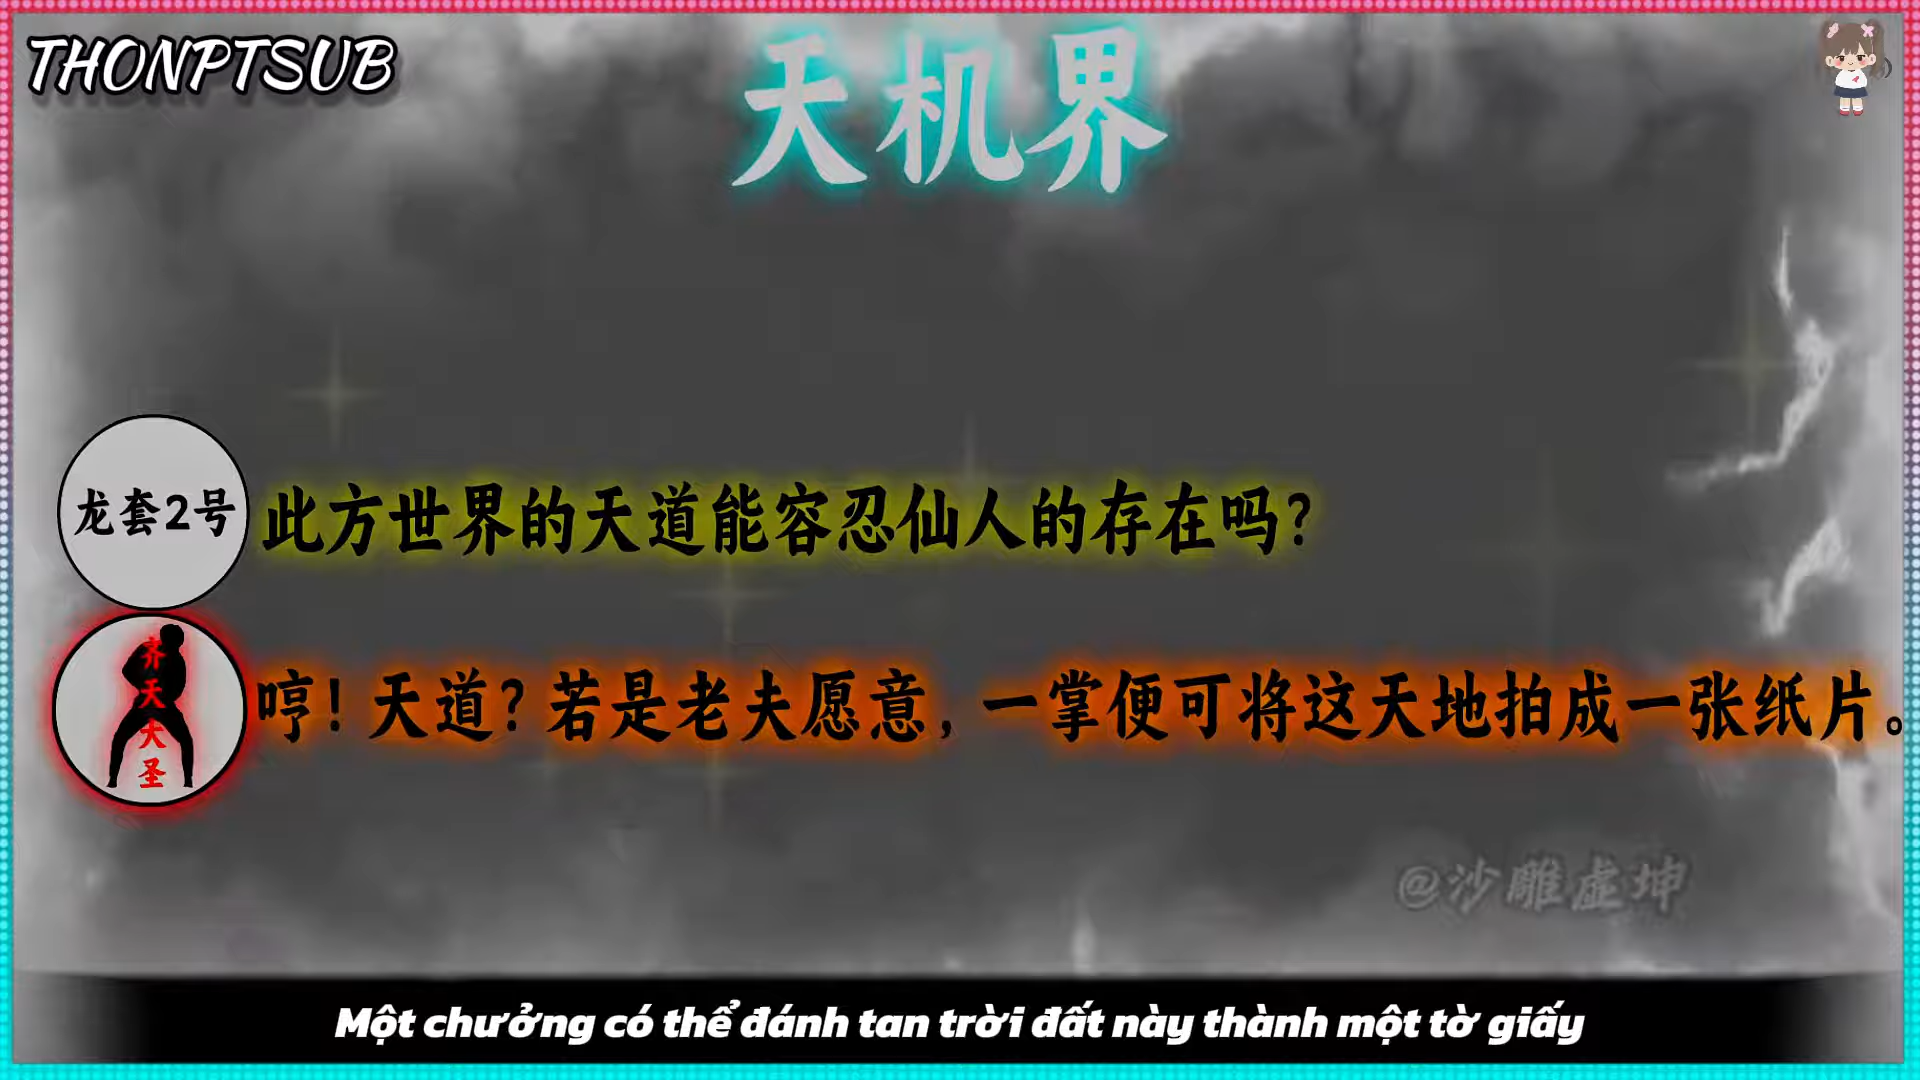 THONPTSUB
天机界
龙套2号
此方世界的天道能容忍仙人的存在吗?
齐天大圣
哼!天道?若是老夫愿意,一掌便可将这天地拍成一张纸片。
@沙雕虚坤
Một chưởng có thể đánh tan trời đất này thành một tờ giấy